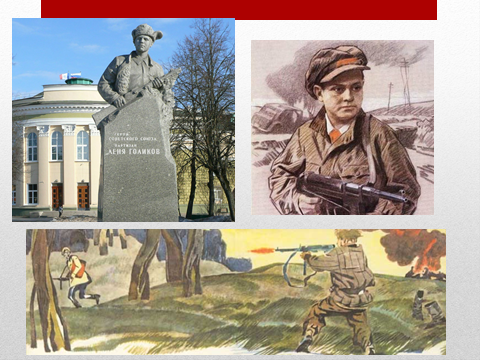 ГЕРОЙ
СОВЕТСКОГО СОЮЗА
ПАРТИЗАН
ЛЕНЯ ГОЛИКОВ